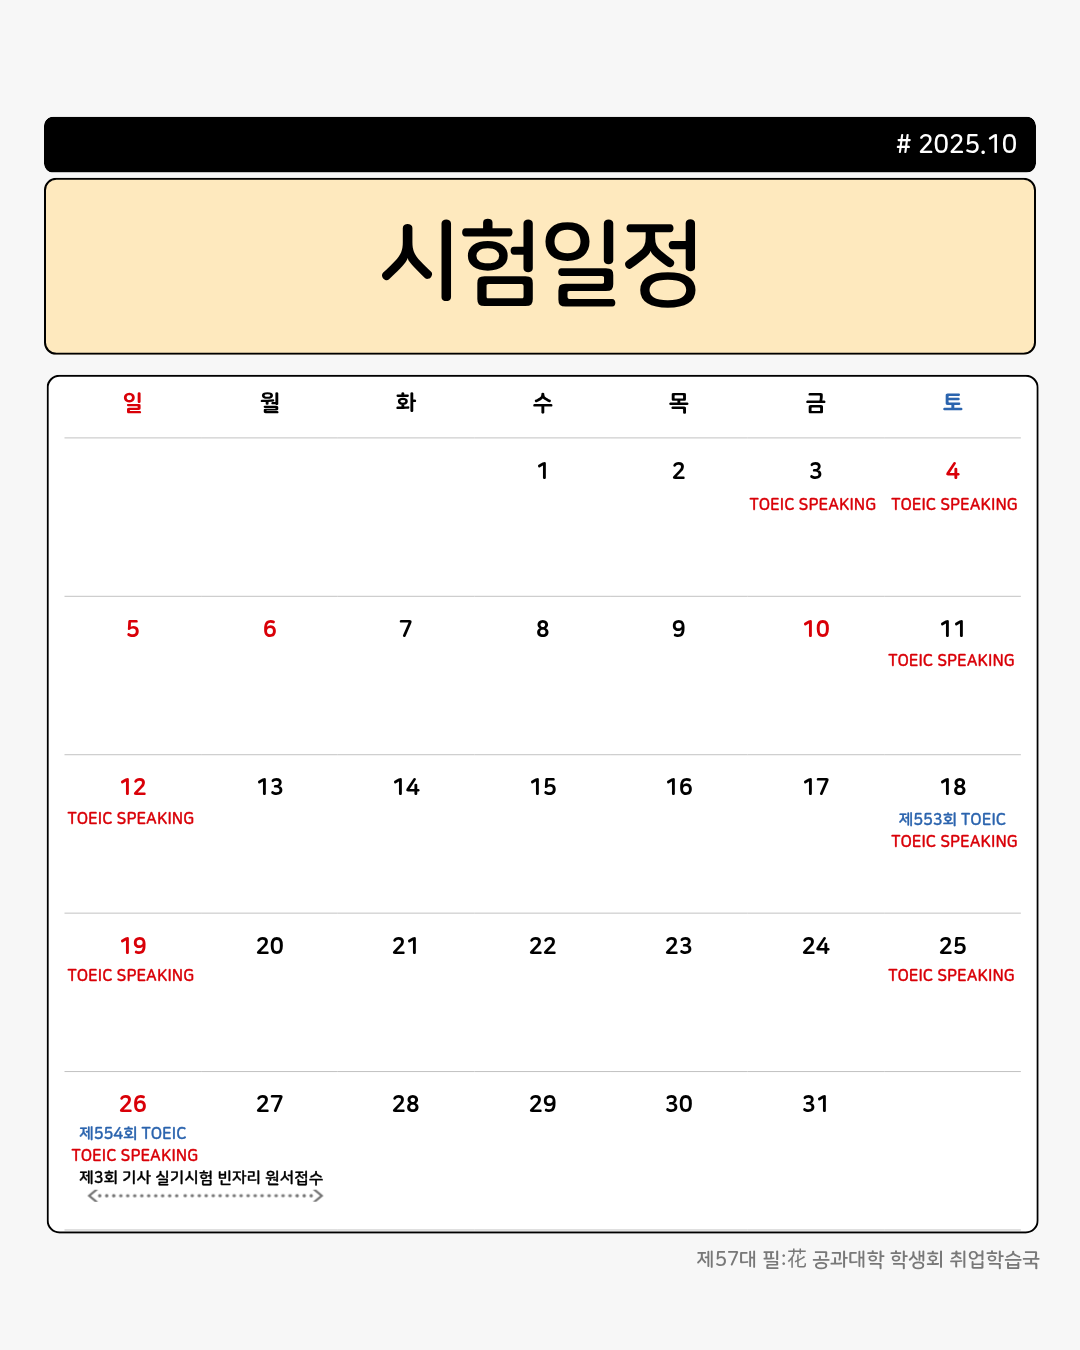 # 2025.10
시험일정
일 월 화 수 목 금 토
1 2 3 4
TOEIC SPEAKING TOEIC SPEAKING
5 6 7 8 9 10 11
TOEIC SPEAKING
12 13 14 15 16 17 18
TOEIC SPEAKING 제553회 TOEIC
TOEIC SPEAKING
19 20 21 22 23 24 25
TOEIC SPEAKING TOEIC SPEAKING
26 27 28 29 30 31
제554회 TOEIC
TOEIC SPEAKING
제3회 기사 실기시험 빈자리 원서접수
제57대 필:花 공과대학 학생회 취업학습국